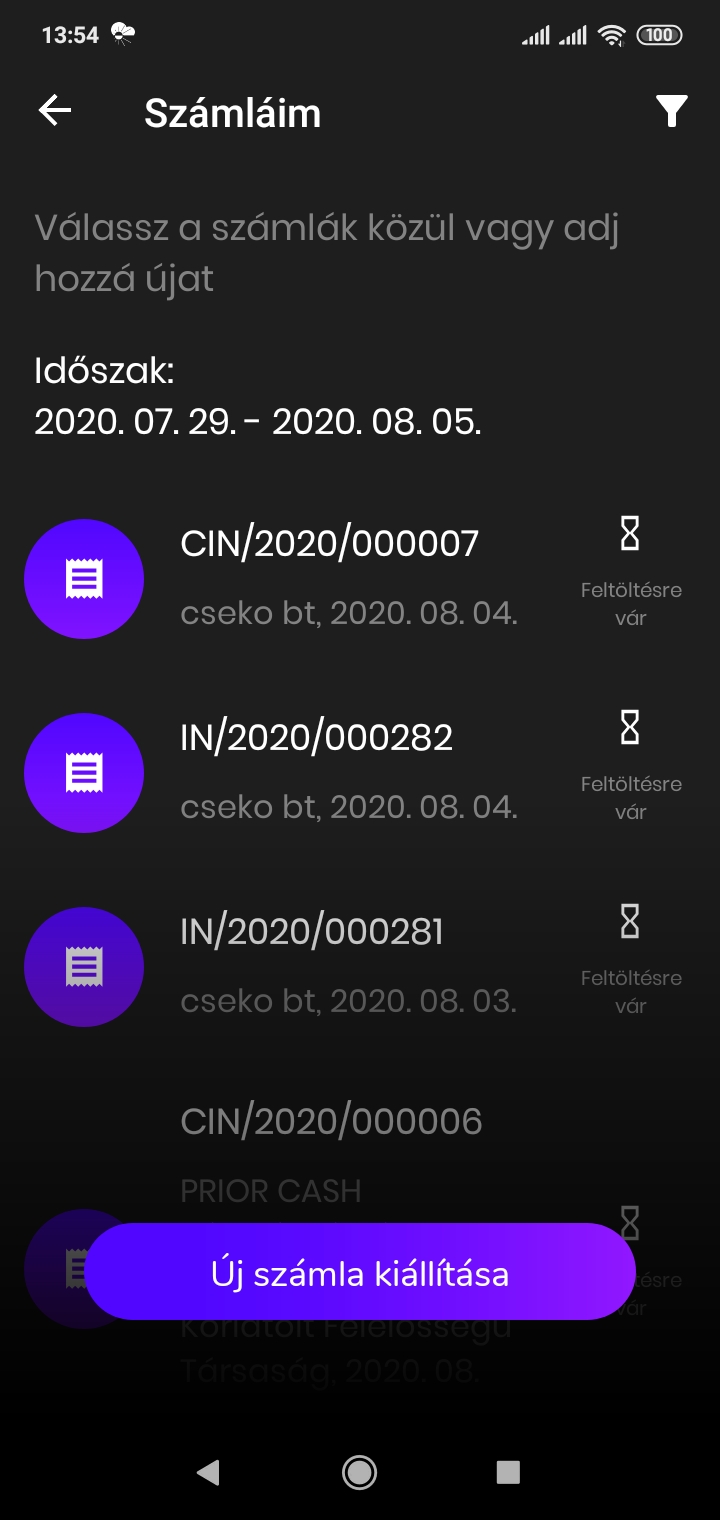 13:54
100
Számláim
Válassz a számlák közül vagy adj
hozzá újat
Időszak:
2020. 07. 29. - 2020. 08. 05.
CIN/2020/000007
cseko bt, 2020. 08. 04.
Feltöltésre
vár
IN/2020/000282
cseko bt, 2020. 08. 04.
Feltöltésre
vár
IN/2020/000281
cseko bt, 2020. 08. 03.
Feltöltésre
vár
CIN/2020/000006
PRIOR CASH
Új számla kiállítása
Korlátolt Felelősségű
Társaság, 2020. 08.
vár